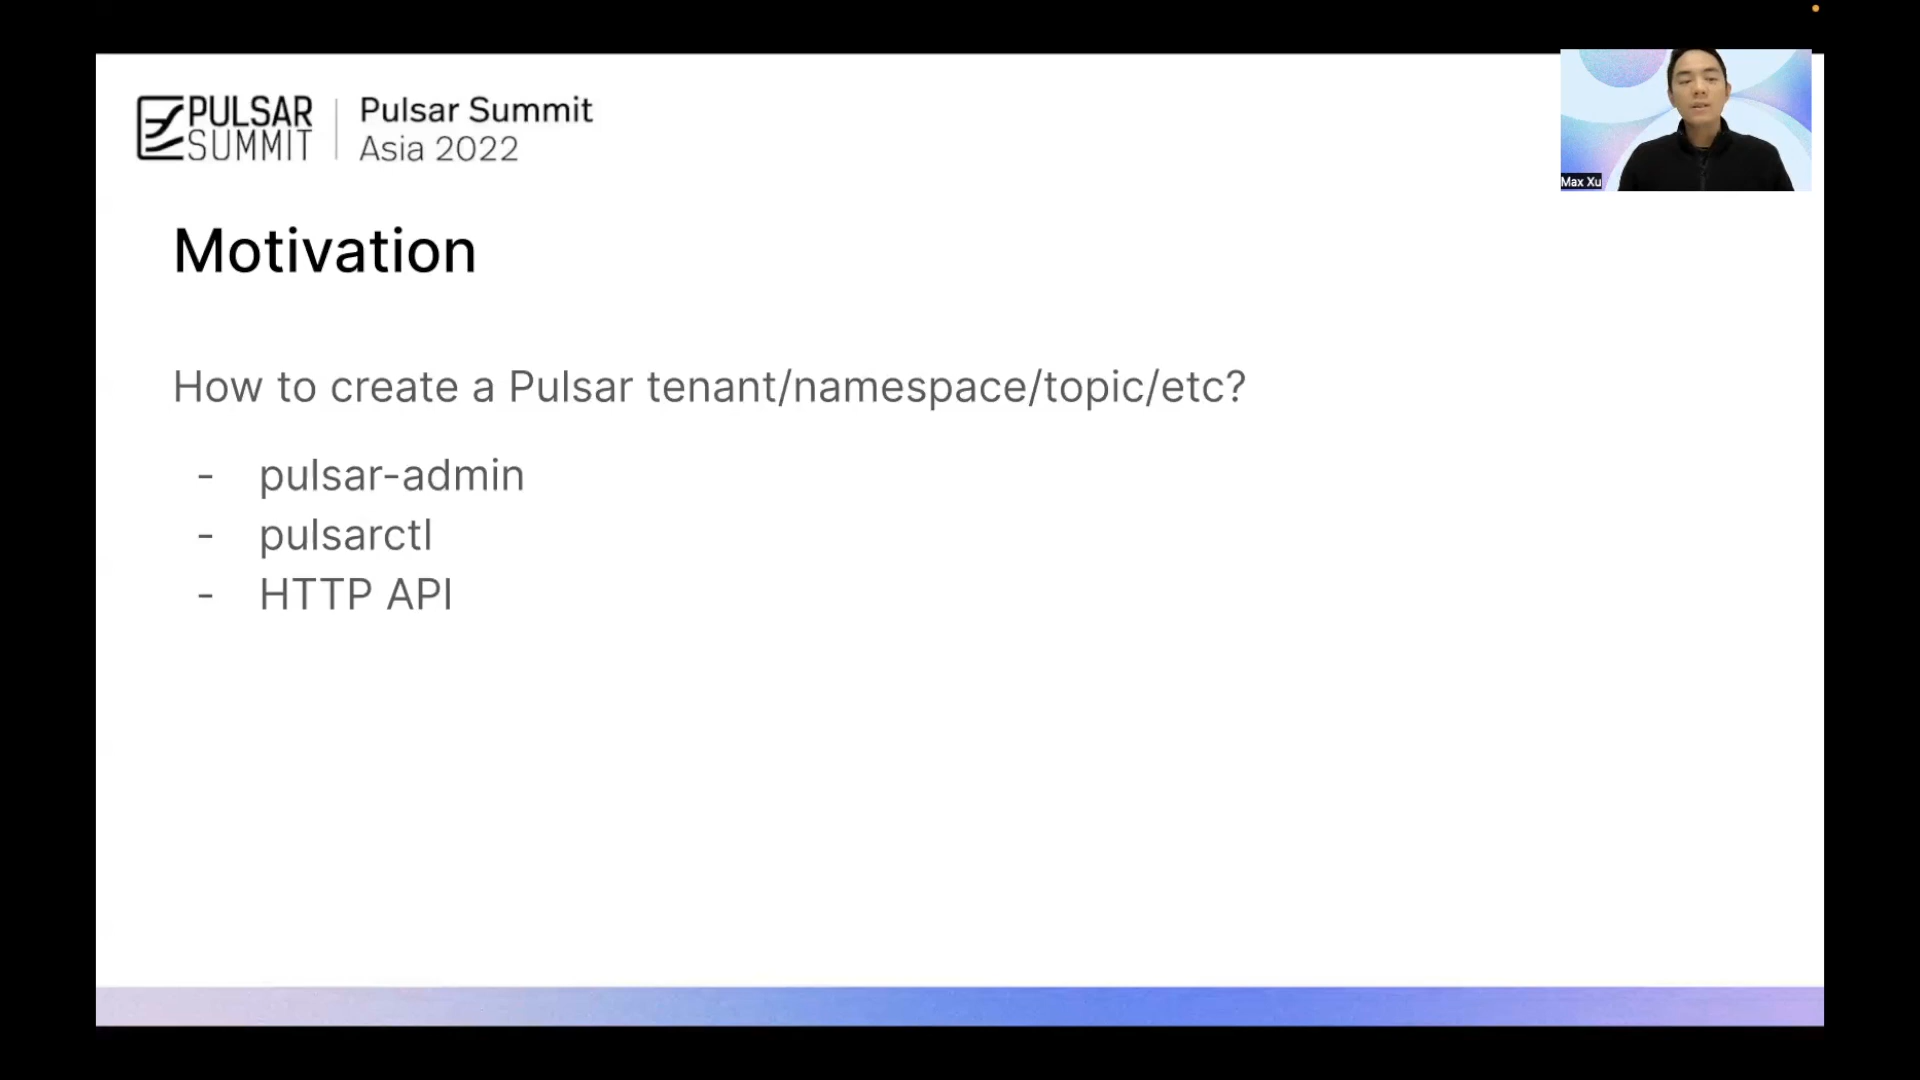 PULSAR
SUMMIT
Pulsar Summit
Asia 2022
Max Xu
Motivation
How to create a Pulsar tenant/namespace/topic/etc?
- pulsar-admin
- pulsarctl
- HTTP API